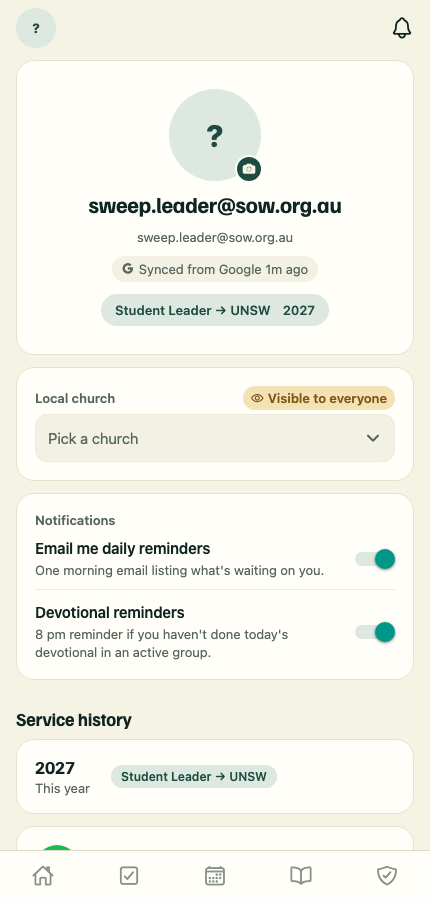 ?
?
sweep.leader@sow.org.au
sweep.leader@sow.org.au
G Synced from Google 1m ago
Student Leader → UNSW 2027
Local church
Visible to everyone
Pick a church
Notifications
Email me daily reminders
One morning email listing what's waiting on you.
Devotional reminders
8 pm reminder if you haven't done today's
devotional in an active group.
Service history
2027
This year
Student Leader → UNSW